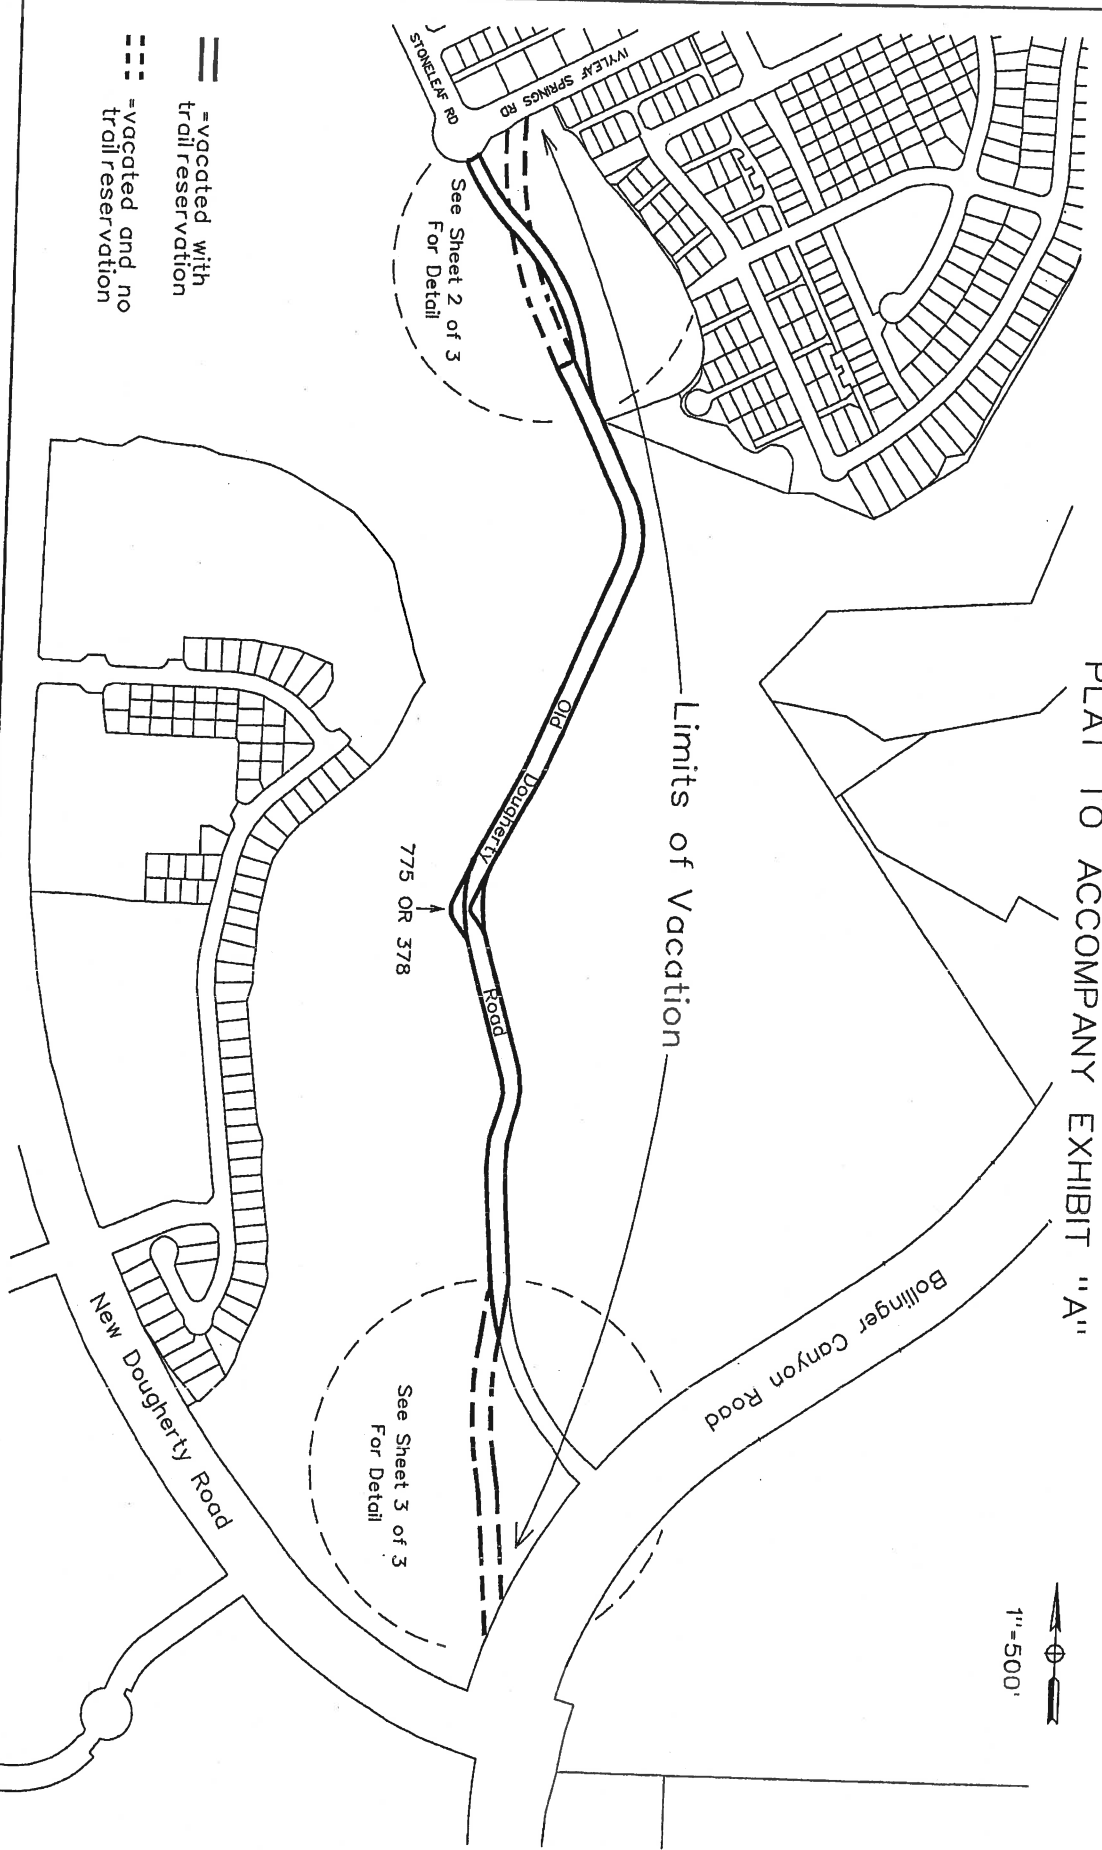 PLAT TO ACCOMPANY EXHIBIT "A"
1"=500'
STONELEAF RD
IVYLEAF SPRINGS RD
See Sheet 2 of 3
For Detail
Limits of Vacation
Old Dougherty Road
775 OR 378
Bollinger Canyon Road
See Sheet 3 of 3
For Detail
New Dougherty Road
=vacated with
trail reservation
=vacated and no
trail reservation